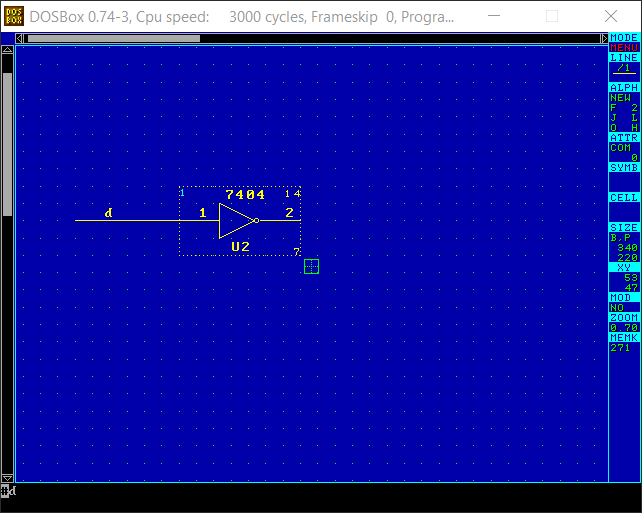 DOS BOX DOSBox 0.74-3, Cpu speed: 3000 cycles, Frameskip 0, Progra...
MODE
MENU
LINE
/1
ALPH
NEW
F 2
J L
O H
ATTR
COM
0
SYMB
CELL
SIZE
B,P
340
220
XY
53
47
MOD
NO
ZOOM
0.70
MEMK
271
1 7404 14
d 1 2
U2 7
d